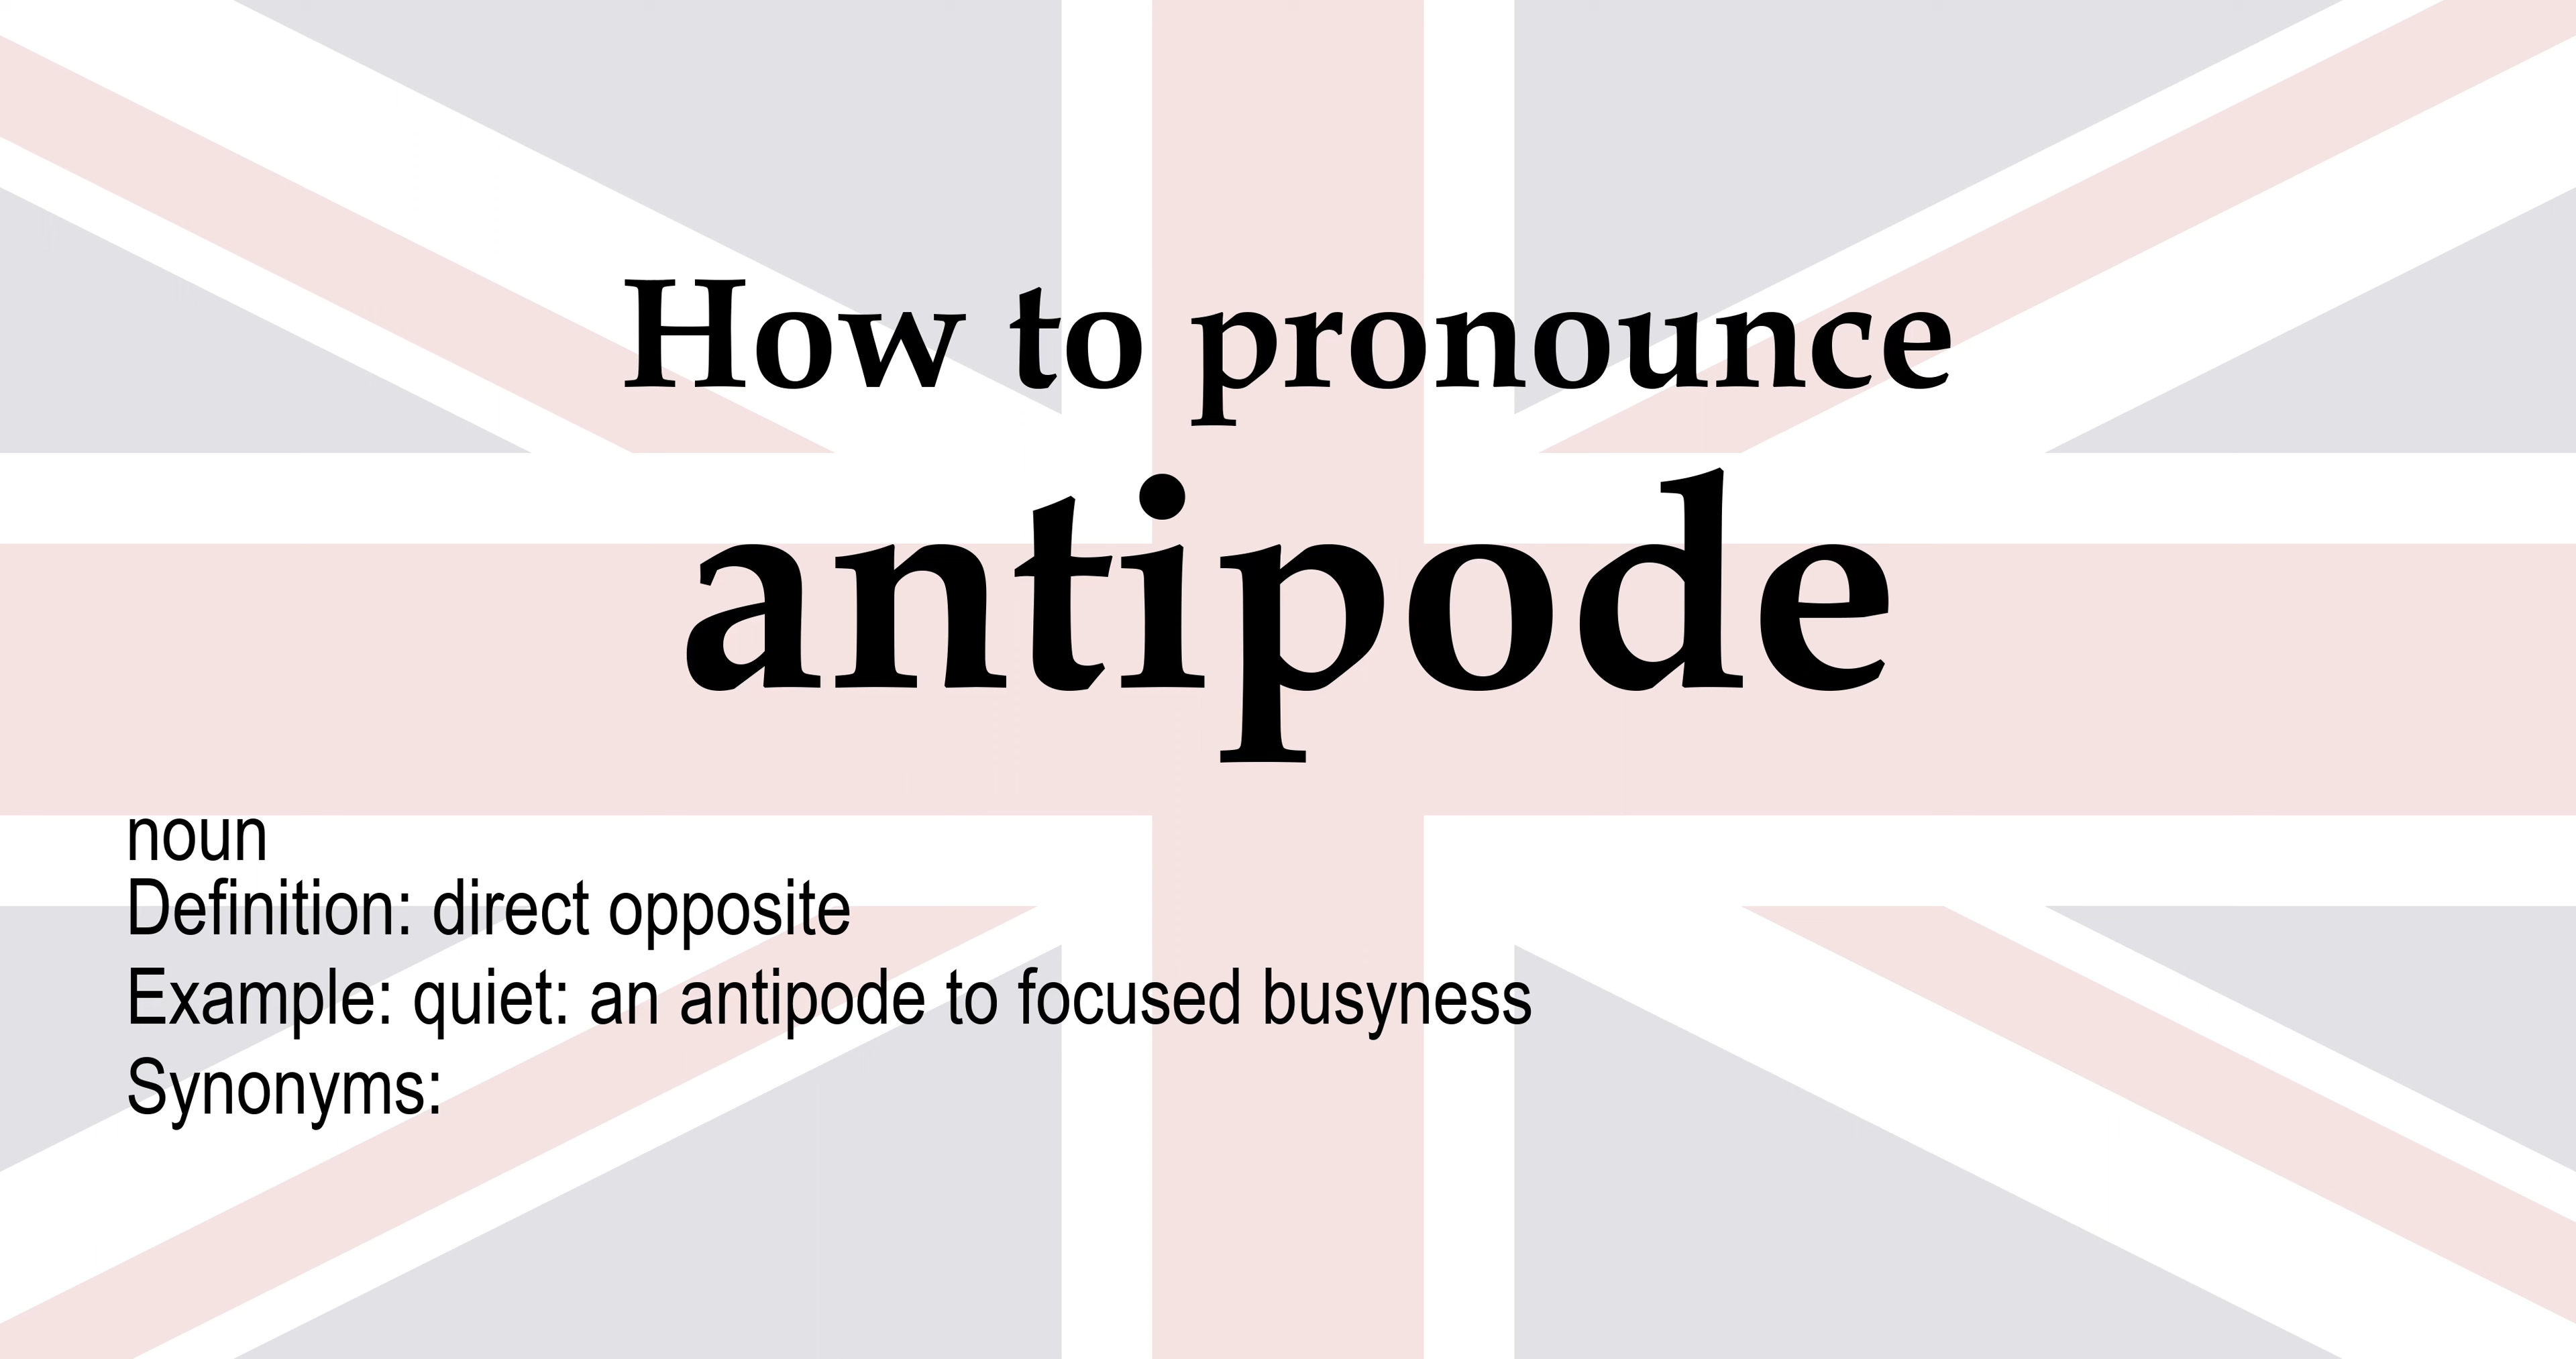 How to pronounce
antipode
noun
Definition: direct opposite
Example: quiet: an antipode to focused busyness
Synonyms: